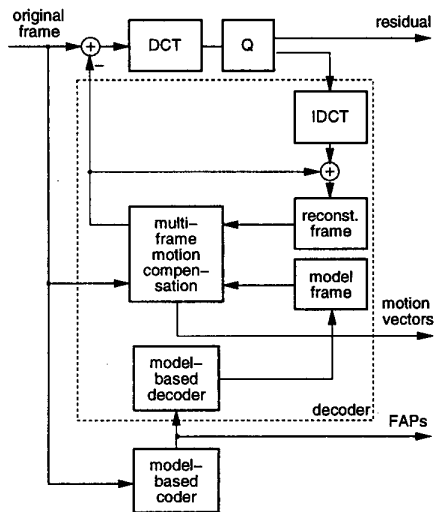 original
frame
residual
+
DCT
Q
−
IDCT
+
multi–
frame
motion
compen–
sation
reconst.
frame
model
frame
motion
vectors
model–
based
decoder
decoder
FAPs
model–
based
coder